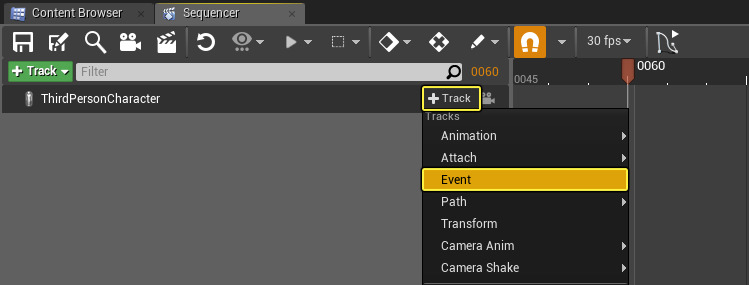 Content Browser × Sequencer ×
30 fps
Track Filter 0060 0045 0060
ThirdPersonCharacter Track
Tracks
Animation
Attach
Event
Path
Transform
Camera Anim
Camera Shake